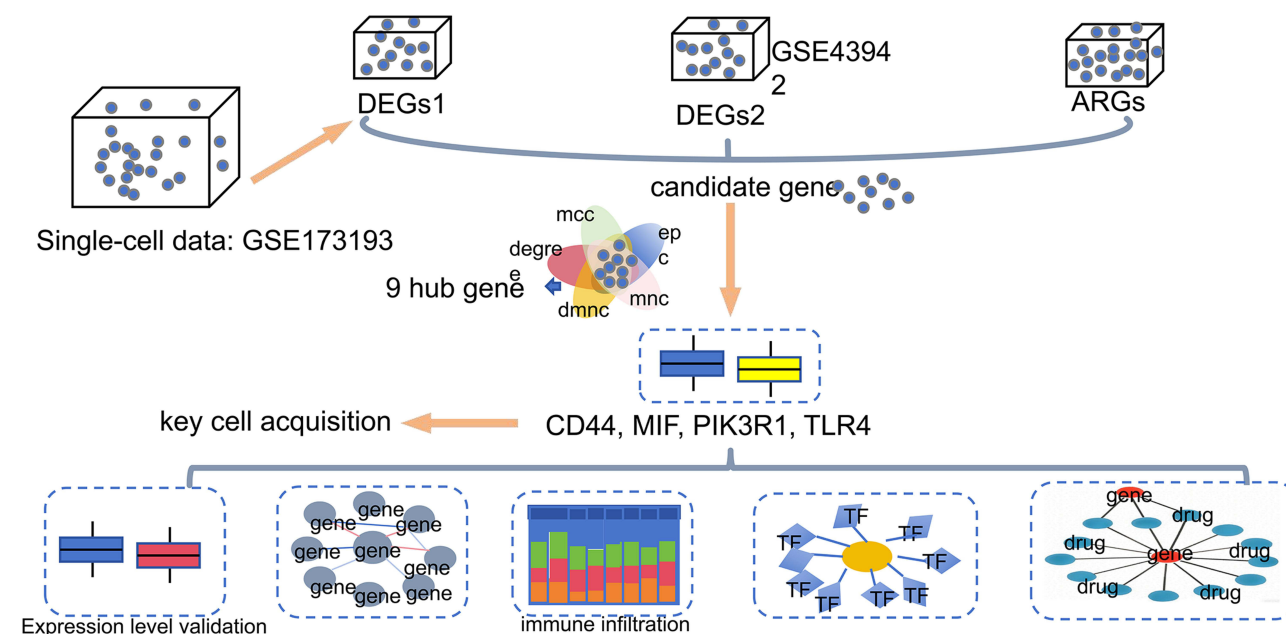 GSE4394
2
DEGs1
DEGs2
ARGs
candidate gene
Single-cell data: GSE173193
mcc
ep
c
degre
e
9 hub gene
mnc
dmnc
key cell acquisition
CD44, MIF, PIK3R1, TLR4
gene
gene
gene
gene
gene
gene
gene
gene
gene
TF
TF
TF
TF
TF
TF
TF
TF
gene
drug
drug
gene
drug
drug
drug
Expression level validation
immune infiltration